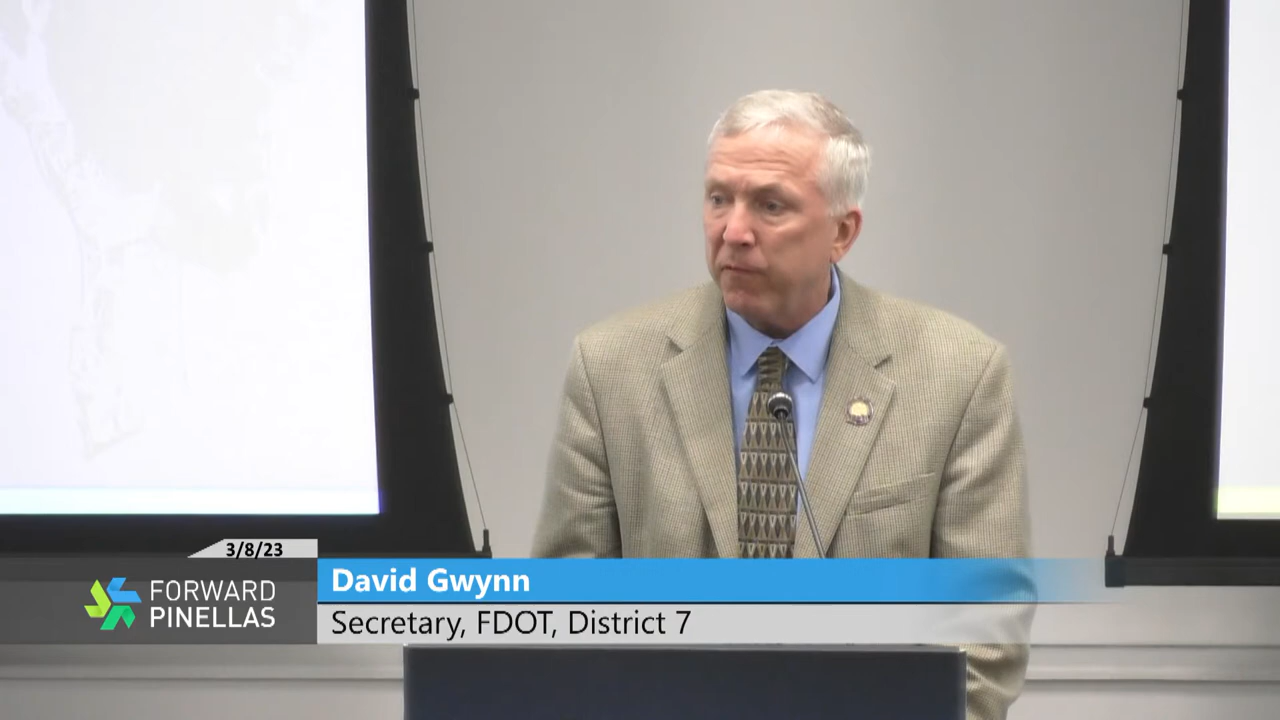 3/8/23
FORWARD
PINELLAS
David Gwynn
Secretary, FDOT, District 7